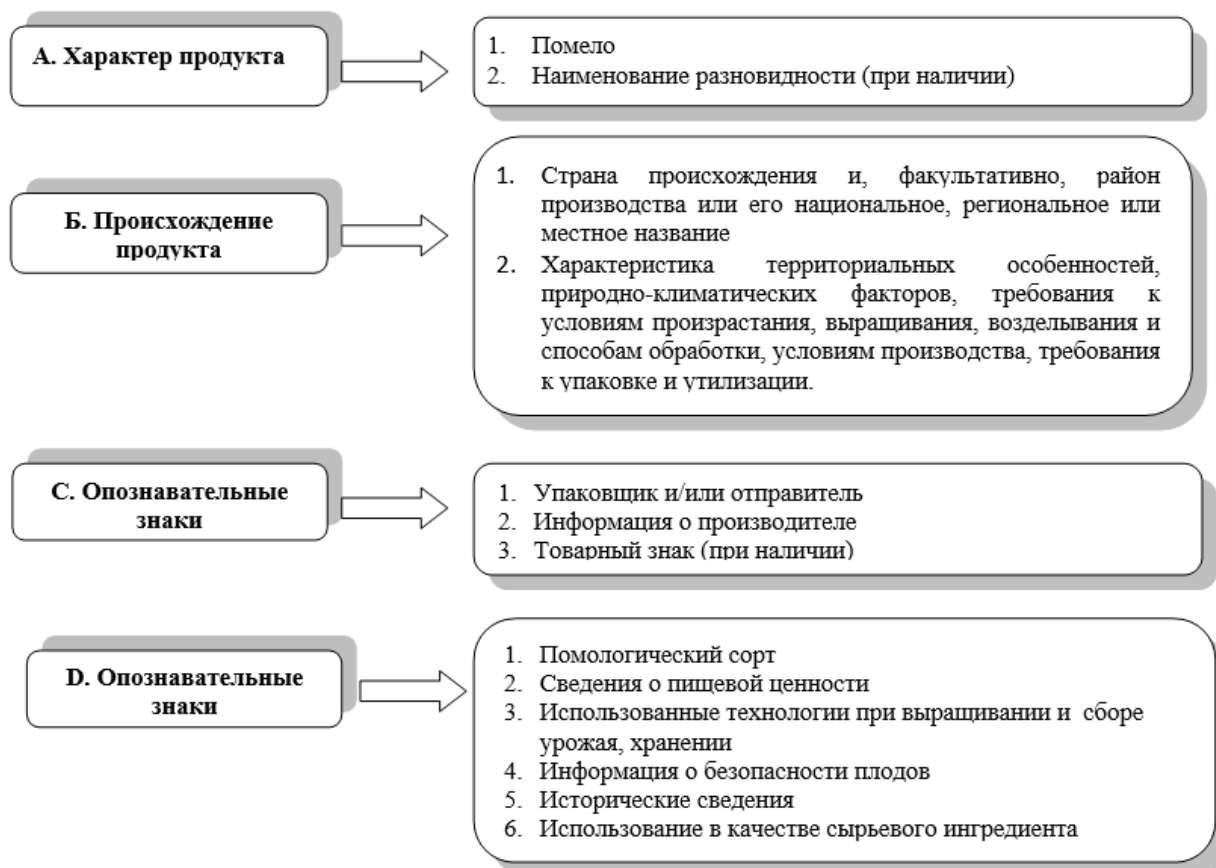 А. Характер продукта
1. Помело
2. Наименование разновидности (при наличии)
Б. Происхождение
продукта
1. Страна происхождения и, факультативно, район
производства или его национальное, региональное или
местное название
2. Характеристика территориальных особенностей,
природно-климатических факторов, требования к
условиям произрастания, выращивания, возделывания и
способам обработки, условиям производства, требования
к упаковке и утилизации.
С. Опознавательные
знаки
1. Упаковщик и/или отправитель
2. Информация о производителе
3. Товарный знак (при наличии)
D. Опознавательные
знаки
1. Помологический сорт
2. Сведения о пищевой ценности
3. Использованные технологии при выращивании и сборе
урожая, хранении
4. Информация о безопасности плодов
5. Исторические сведения
6. Использование в качестве сырьевого ингредиента